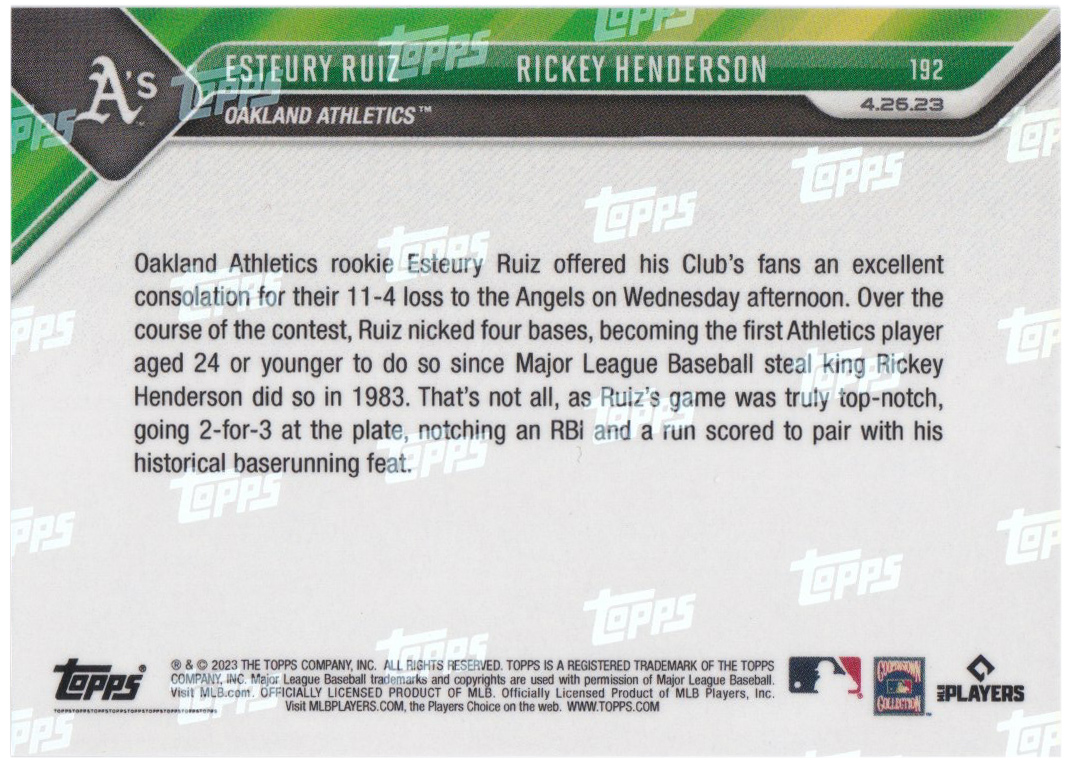 A's
ESTEURY RUIZ RICKEY HENDERSON 192
OAKLAND ATHLETICS™ 4.26.23
Oakland Athletics rookie Esteury Ruiz offered his Club's fans an excellent
consolation for their 11-4 loss to the Angels on Wednesday afternoon. Over the
course of the contest, Ruiz nicked four bases, becoming the first Athletics player
aged 24 or younger to do so since Major League Baseball steal king Rickey
Henderson did so in 1983. That's not all, as Ruiz's game was truly top-notch,
going 2-for-3 at the plate, notching an RBI and a run scored to pair with his
historical baserunning feat.
Topps®
® & © 2023 THE TOPPS COMPANY, INC. ALL RIGHTS RESERVED. TOPPS IS A REGISTERED TRADEMARK OF THE TOPPS
COMPANY, INC. Major League Baseball trademarks and copyrights are used with permission of Major League Baseball.
Visit MLB.com. OFFICIALLY LICENSED PRODUCT OF MLB. Officially Licensed Product of MLB Players, Inc.
Visit MLBPLAYERS.COM, the Players Choice on the web. WWW.TOPPS.COM
COOPERSTOWN
COLLECTION
MLB PLAYERS